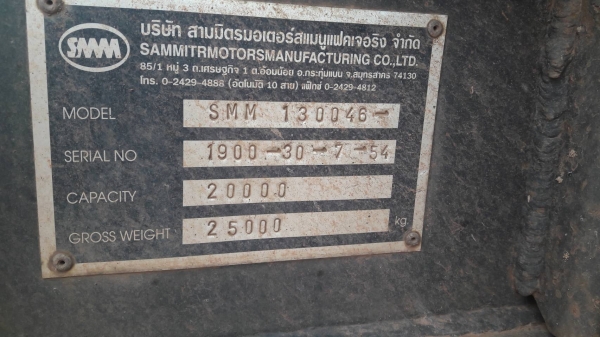 SMM
บริษัท สามมิตรมอเตอร์สแมนูแฟคเจอริง จำกัด
SAMMITRMOTORSMANUFACTURING CO.,LTD.
85/1 หมู่ 3 ถ.เศรษฐกิจ 1 ต.อ้อมน้อย อ.กระทุ่มแบน จ.สมุทรสาคร 74130
โทร. 0-2429-4888 (อัตโนมัติ 10 สาย) แฟ็กซ์ 0-2429-4812
MODEL SMM 130046-
SERIAL NO 1900-30-7-54
CAPACITY 20000
GROSS WEIGHT 25000 kg.